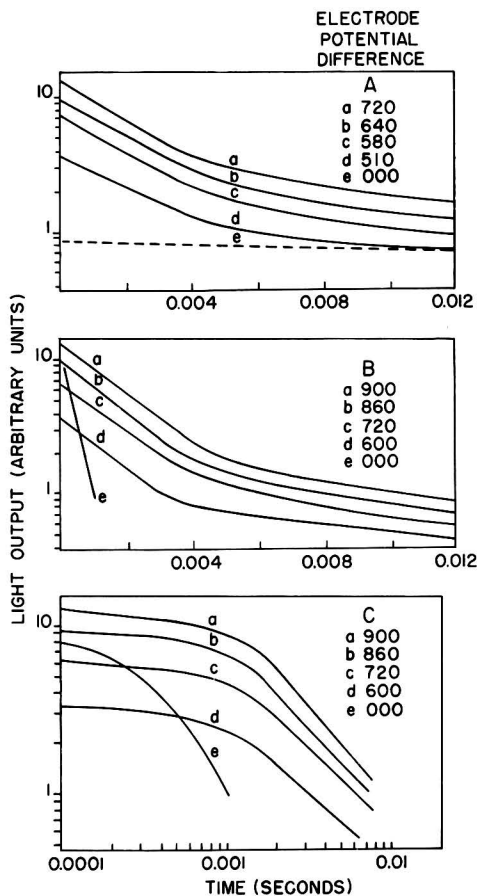 ELECTRODE
POTENTIAL
DIFFERENCE
A
a 720
b 640
c 580
d 510
e 000
10
1
a
b
c
d
e
0.004
0.008
0.012
B
a 900
b 860
c 720
d 600
e 000
10
1
a
b
c
d
e
0.004
0.008
0.012
C
a 900
b 860
c 720
d 600
e 000
10
1
a
b
c
d
e
0.0001
0.001
0.01
TIME (SECONDS)
LIGHT OUTPUT (ARBITRARY UNITS)